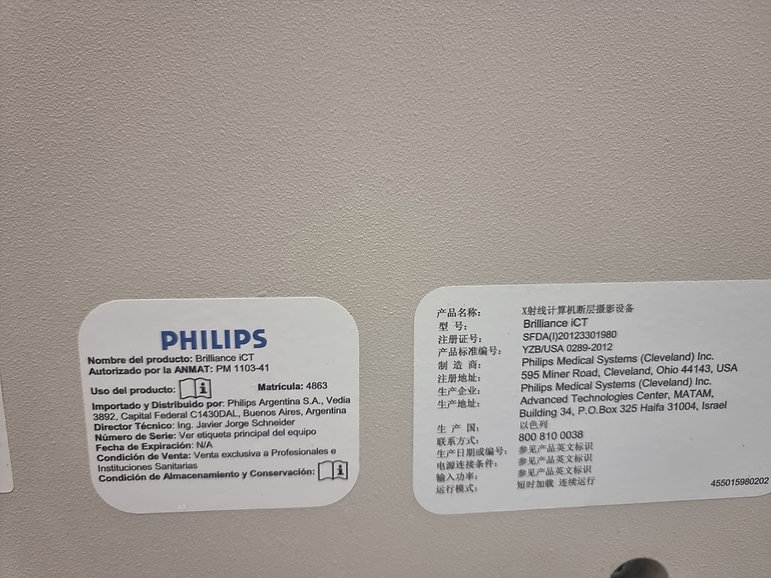 PHILIPS
Nombre del producto: Brilliance iCT
Autorizado por la ANMAT: PM 1103-41
Uso del producto: Matrícula: 4863
Importado y Distribuido por: Philips Argentina S.A., Vedia
3892, Capital Federal C1430DAL, Buenos Aires, Argentina
Director Técnico: Ing. Javier Jorge Schneider
Número de Serie: Ver etiqueta principal del equipo
Fecha de Expiración: N/A
Condición de Venta: Venta exclusiva a Profesionales e
Instituciones Sanitarias
Condición de Almacenamiento y Conservación:
产品名称: X射线计算机断层摄影设备
型 号: Brilliance iCT
注册证号: SFDA(I)20123301980
产品标准编号: YZB/USA 0289-2012
制 造 商: Philips Medical Systems (Cleveland) Inc.
注册地址: 595 Miner Road, Cleveland, Ohio 44143, USA
生产企业: Philips Medical Systems (Cleveland) Inc.
生产地址: Advanced Technologies Center, MATAM,
Building 34, P.O.Box 325 Haifa 31004, Israel
生 产 国: 以色列
联系方式: 800 810 0038
生产日期或编号: 参见产品英文标识
电源连接条件: 参见产品英文标识
输入功率: 参见产品英文标识
运行模式: 短时加载 连续运行
455015980202